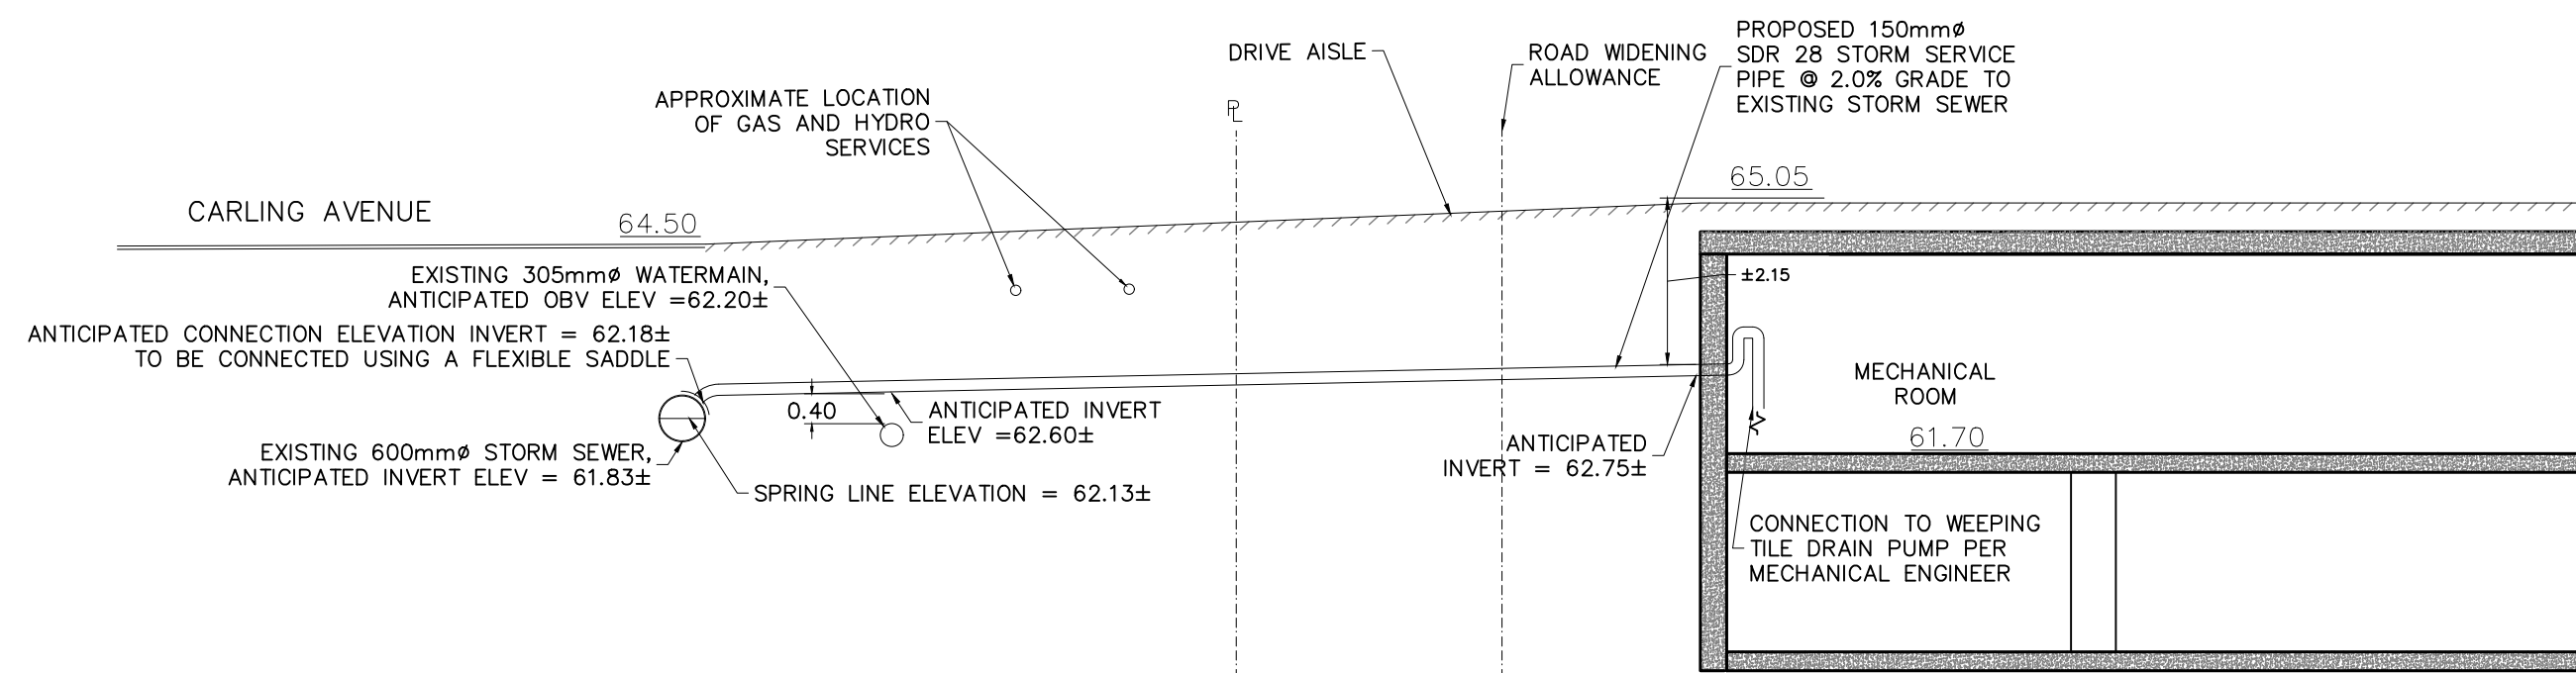 PROPOSED 150mmø
SDR 28 STORM SERVICE
PIPE @ 2.0% GRADE TO
EXISTING STORM SEWER
DRIVE AISLE
ROAD WIDENING
ALLOWANCE
APPROXIMATE LOCATION
OF GAS AND HYDRO
SERVICES
PL
65.05
CARLING AVENUE
64.50
EXISTING 305mmø WATERMAIN,
ANTICIPATED OBV ELEV =62.20±
±2.15
ANTICIPATED CONNECTION ELEVATION INVERT = 62.18±
TO BE CONNECTED USING A FLEXIBLE SADDLE
MECHANICAL
ROOM
0.40
ANTICIPATED INVERT
ELEV =62.60±
61.70
EXISTING 600mmø STORM SEWER,
ANTICIPATED INVERT ELEV = 61.83±
ANTICIPATED
INVERT = 62.75±
SPRING LINE ELEVATION = 62.13±
CONNECTION TO WEEPING
TILE DRAIN PUMP PER
MECHANICAL ENGINEER